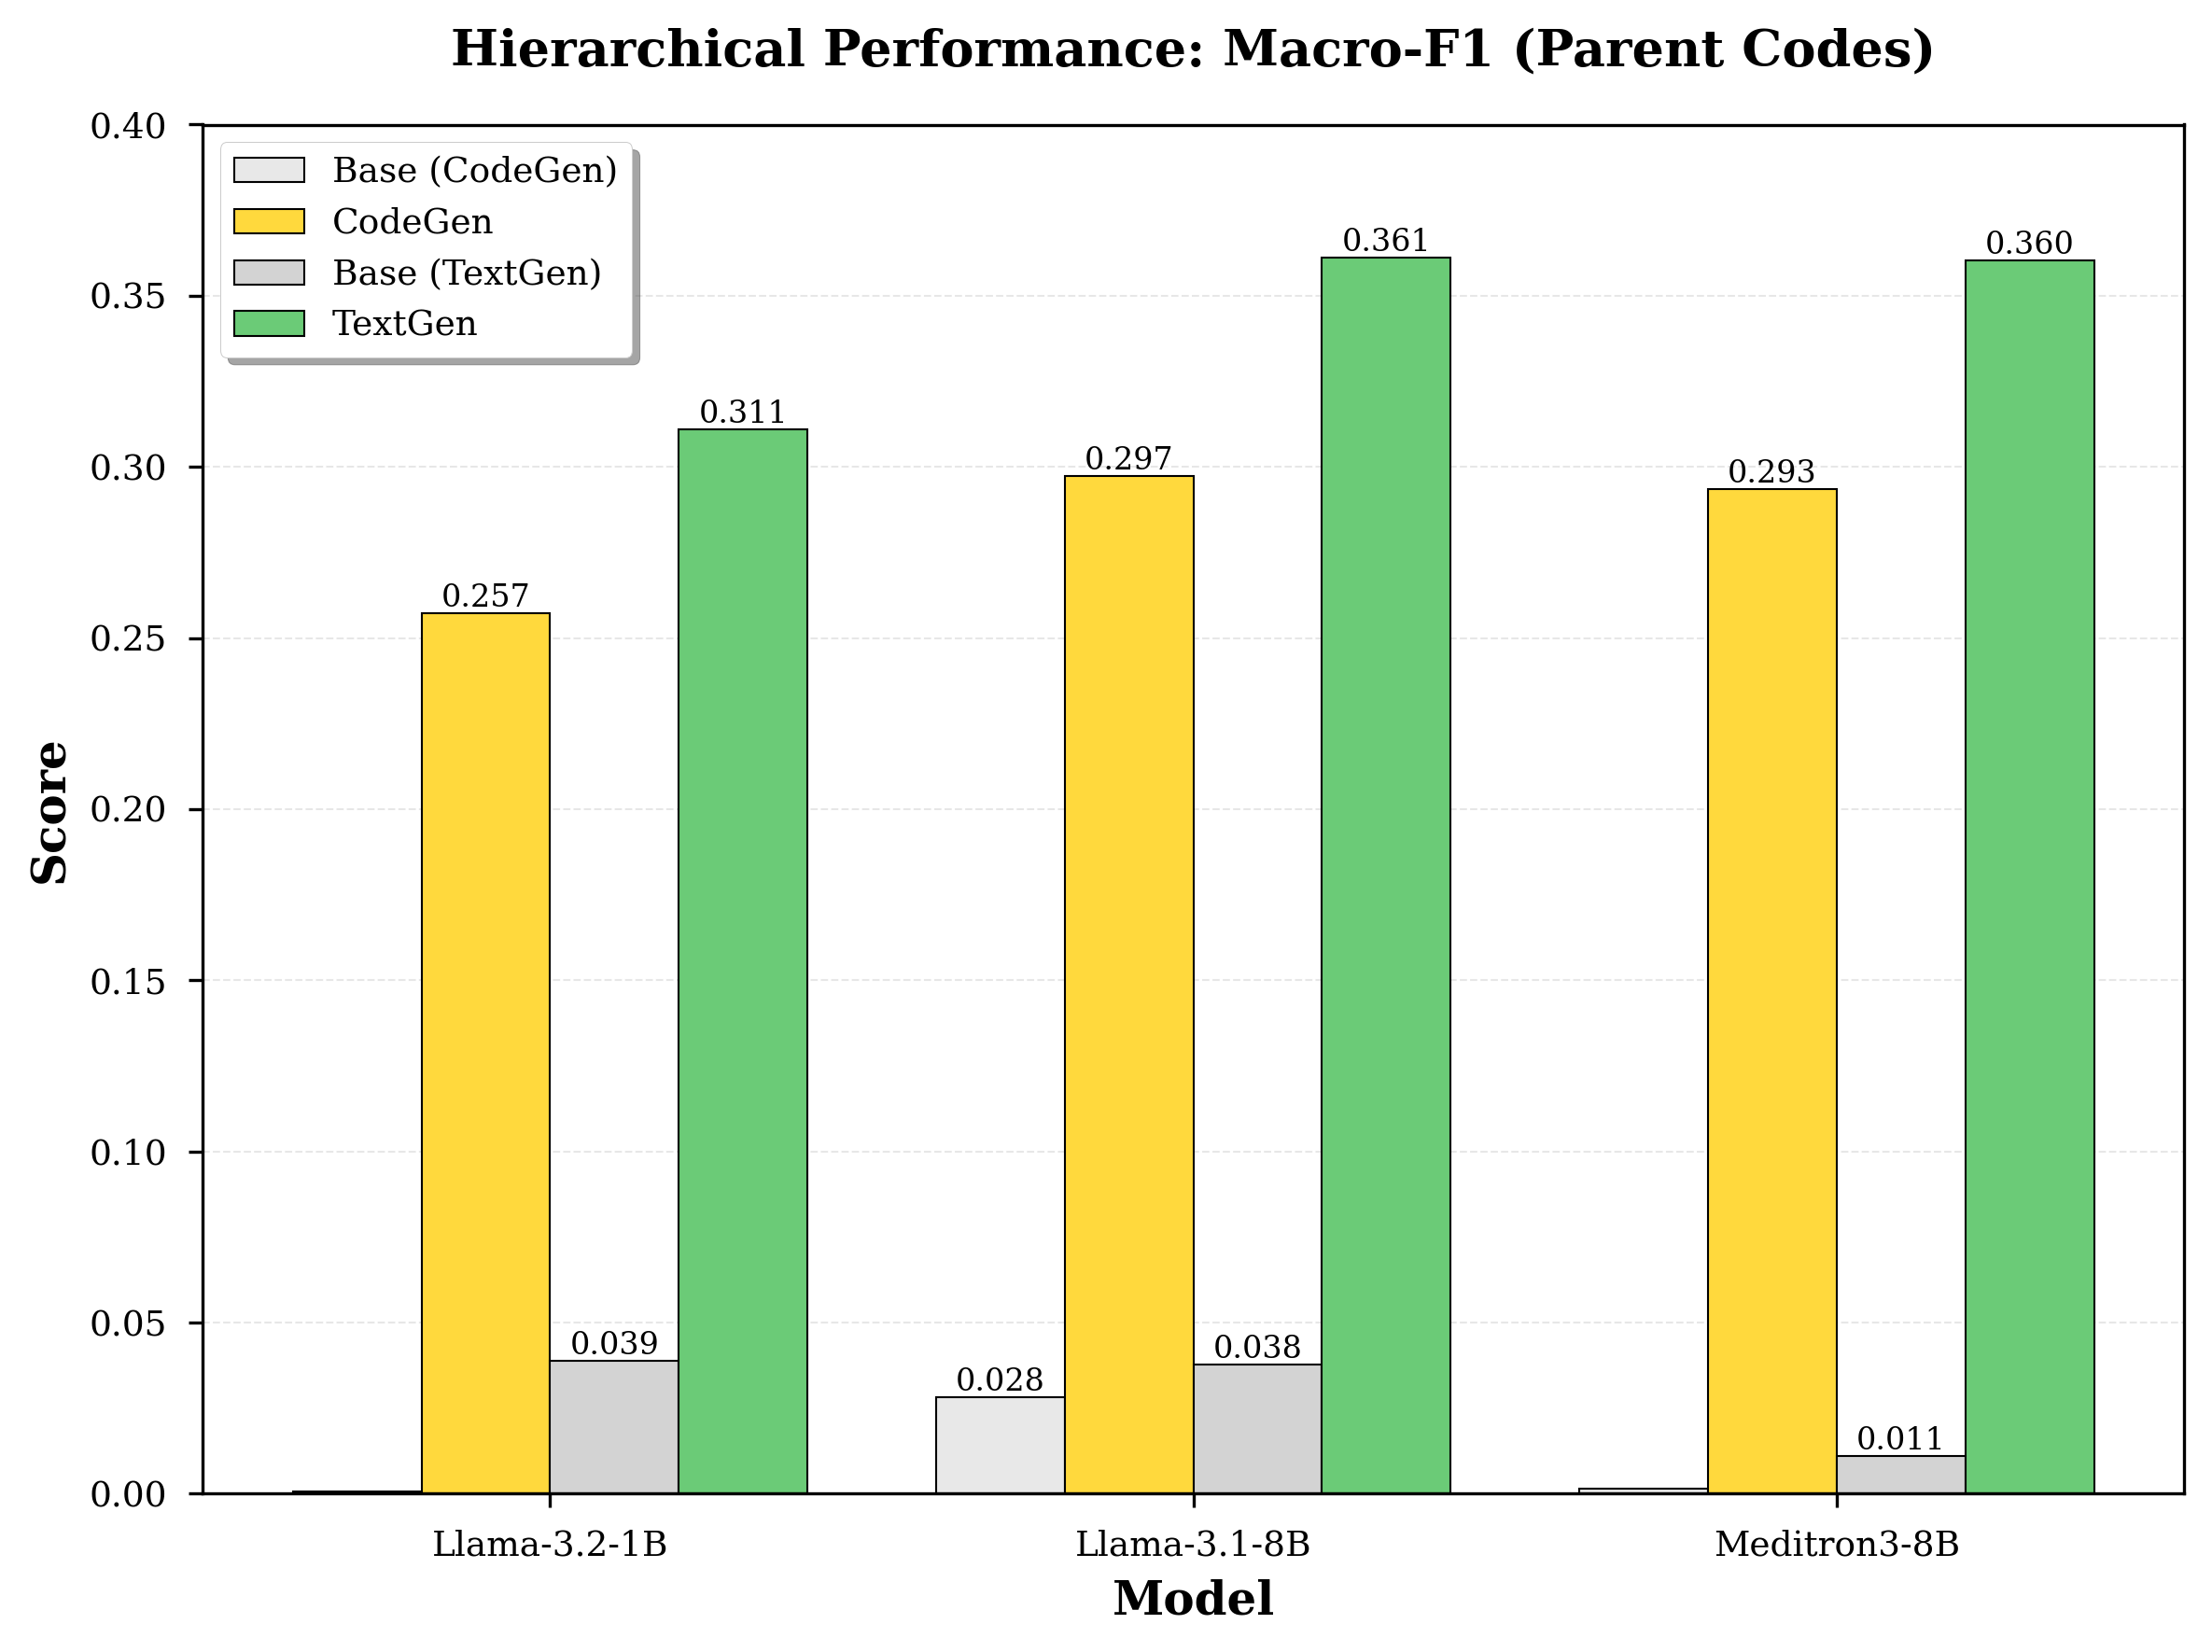 Hierarchical Performance: Macro-F1 (Parent Codes)
Base (CodeGen)
CodeGen
Base (TextGen)
TextGen
Score
0.40
0.35
0.30
0.25
0.20
0.15
0.10
0.05
0.00
0.257
0.039
0.311
0.028
0.297
0.038
0.361
0.293
0.011
0.360
Llama-3.2-1B
Llama-3.1-8B
Meditron3-8B
Model